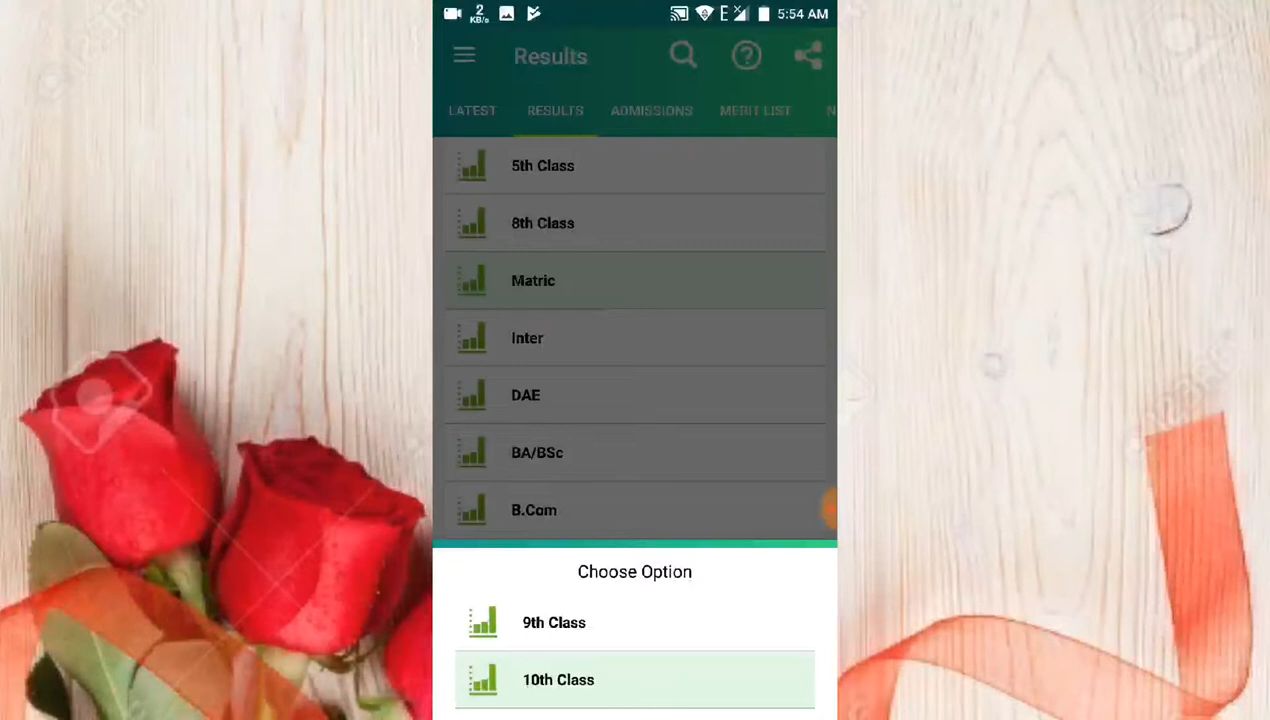 2
KB/s
E
5:54 AM
Results
LATEST
RESULTS
ADMISSIONS
MERIT LIST
N
5th Class
8th Class
Matric
Inter
DAE
BA/BSc
B.Com
Choose Option
9th Class
10th Class